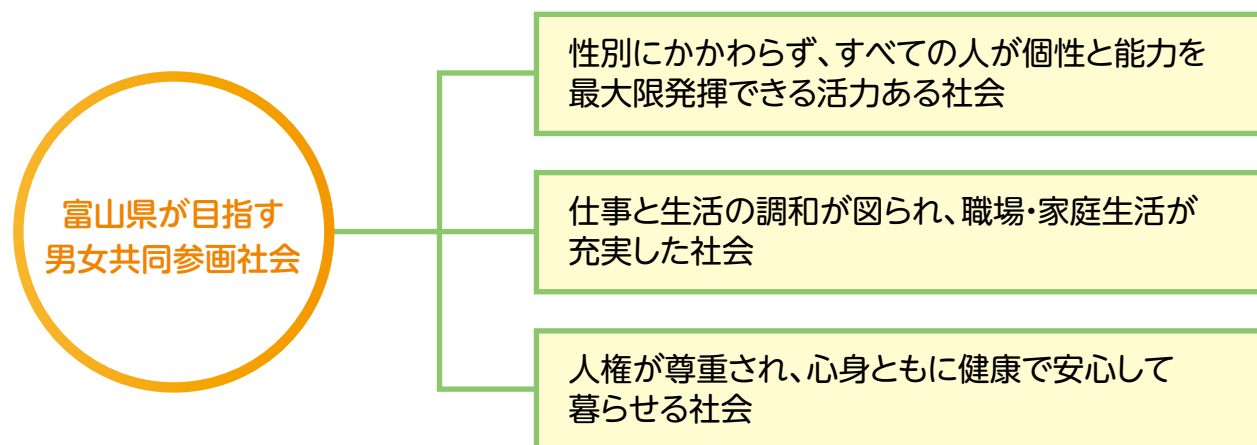 富山県が目指す
男女共同参画社会
性別にかかわらず、すべての人が個性と能力を
最大限発揮できる活力ある社会
仕事と生活の調和が図られ、職場・家庭生活が
充実した社会
人権が尊重され、心身ともに健康で安心して
暮らせる社会